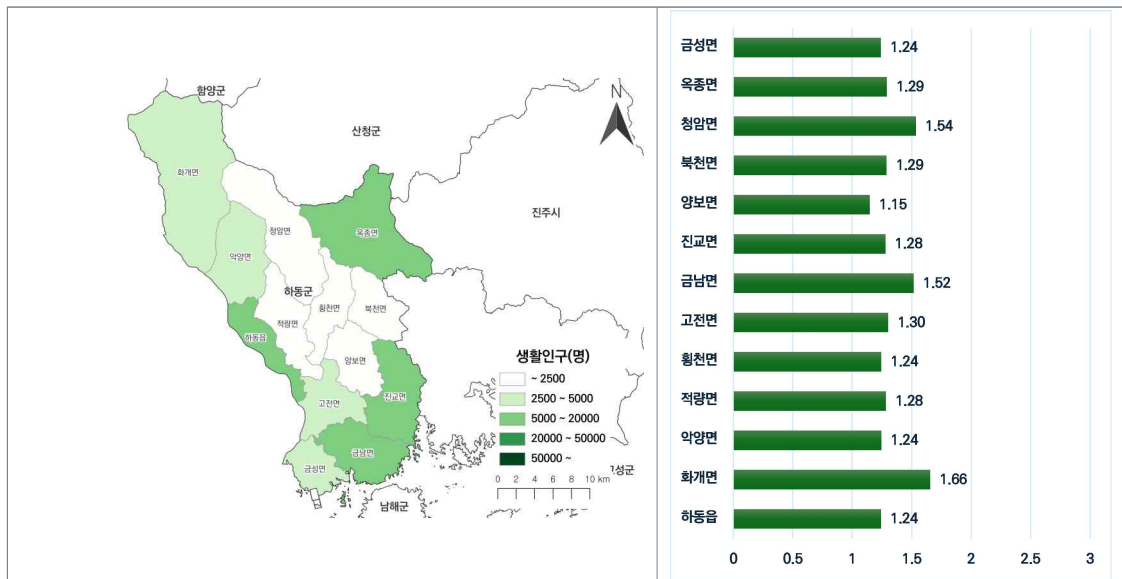 함양군
N
산청군
화개면
진주시
옥종면
청암면
악양면
하동군
횡천면
북천면
적량면
하동읍
양보면
생활인구(명)
~ 2500
2500 ~ 5000
5000 ~ 20000
20000 ~ 50000
50000 ~
고전면
진교면
금남면
금성면
성군
0 2 4 6 8 10 km
남해군
금성면 1.24
옥종면 1.29
청암면 1.54
북천면 1.29
양보면 1.15
진교면 1.28
금남면 1.52
고전면 1.30
횡천면 1.24
적량면 1.28
악양면 1.24
화개면 1.66
하동읍 1.24
0 0.5 1 1.5 2 2.5 3